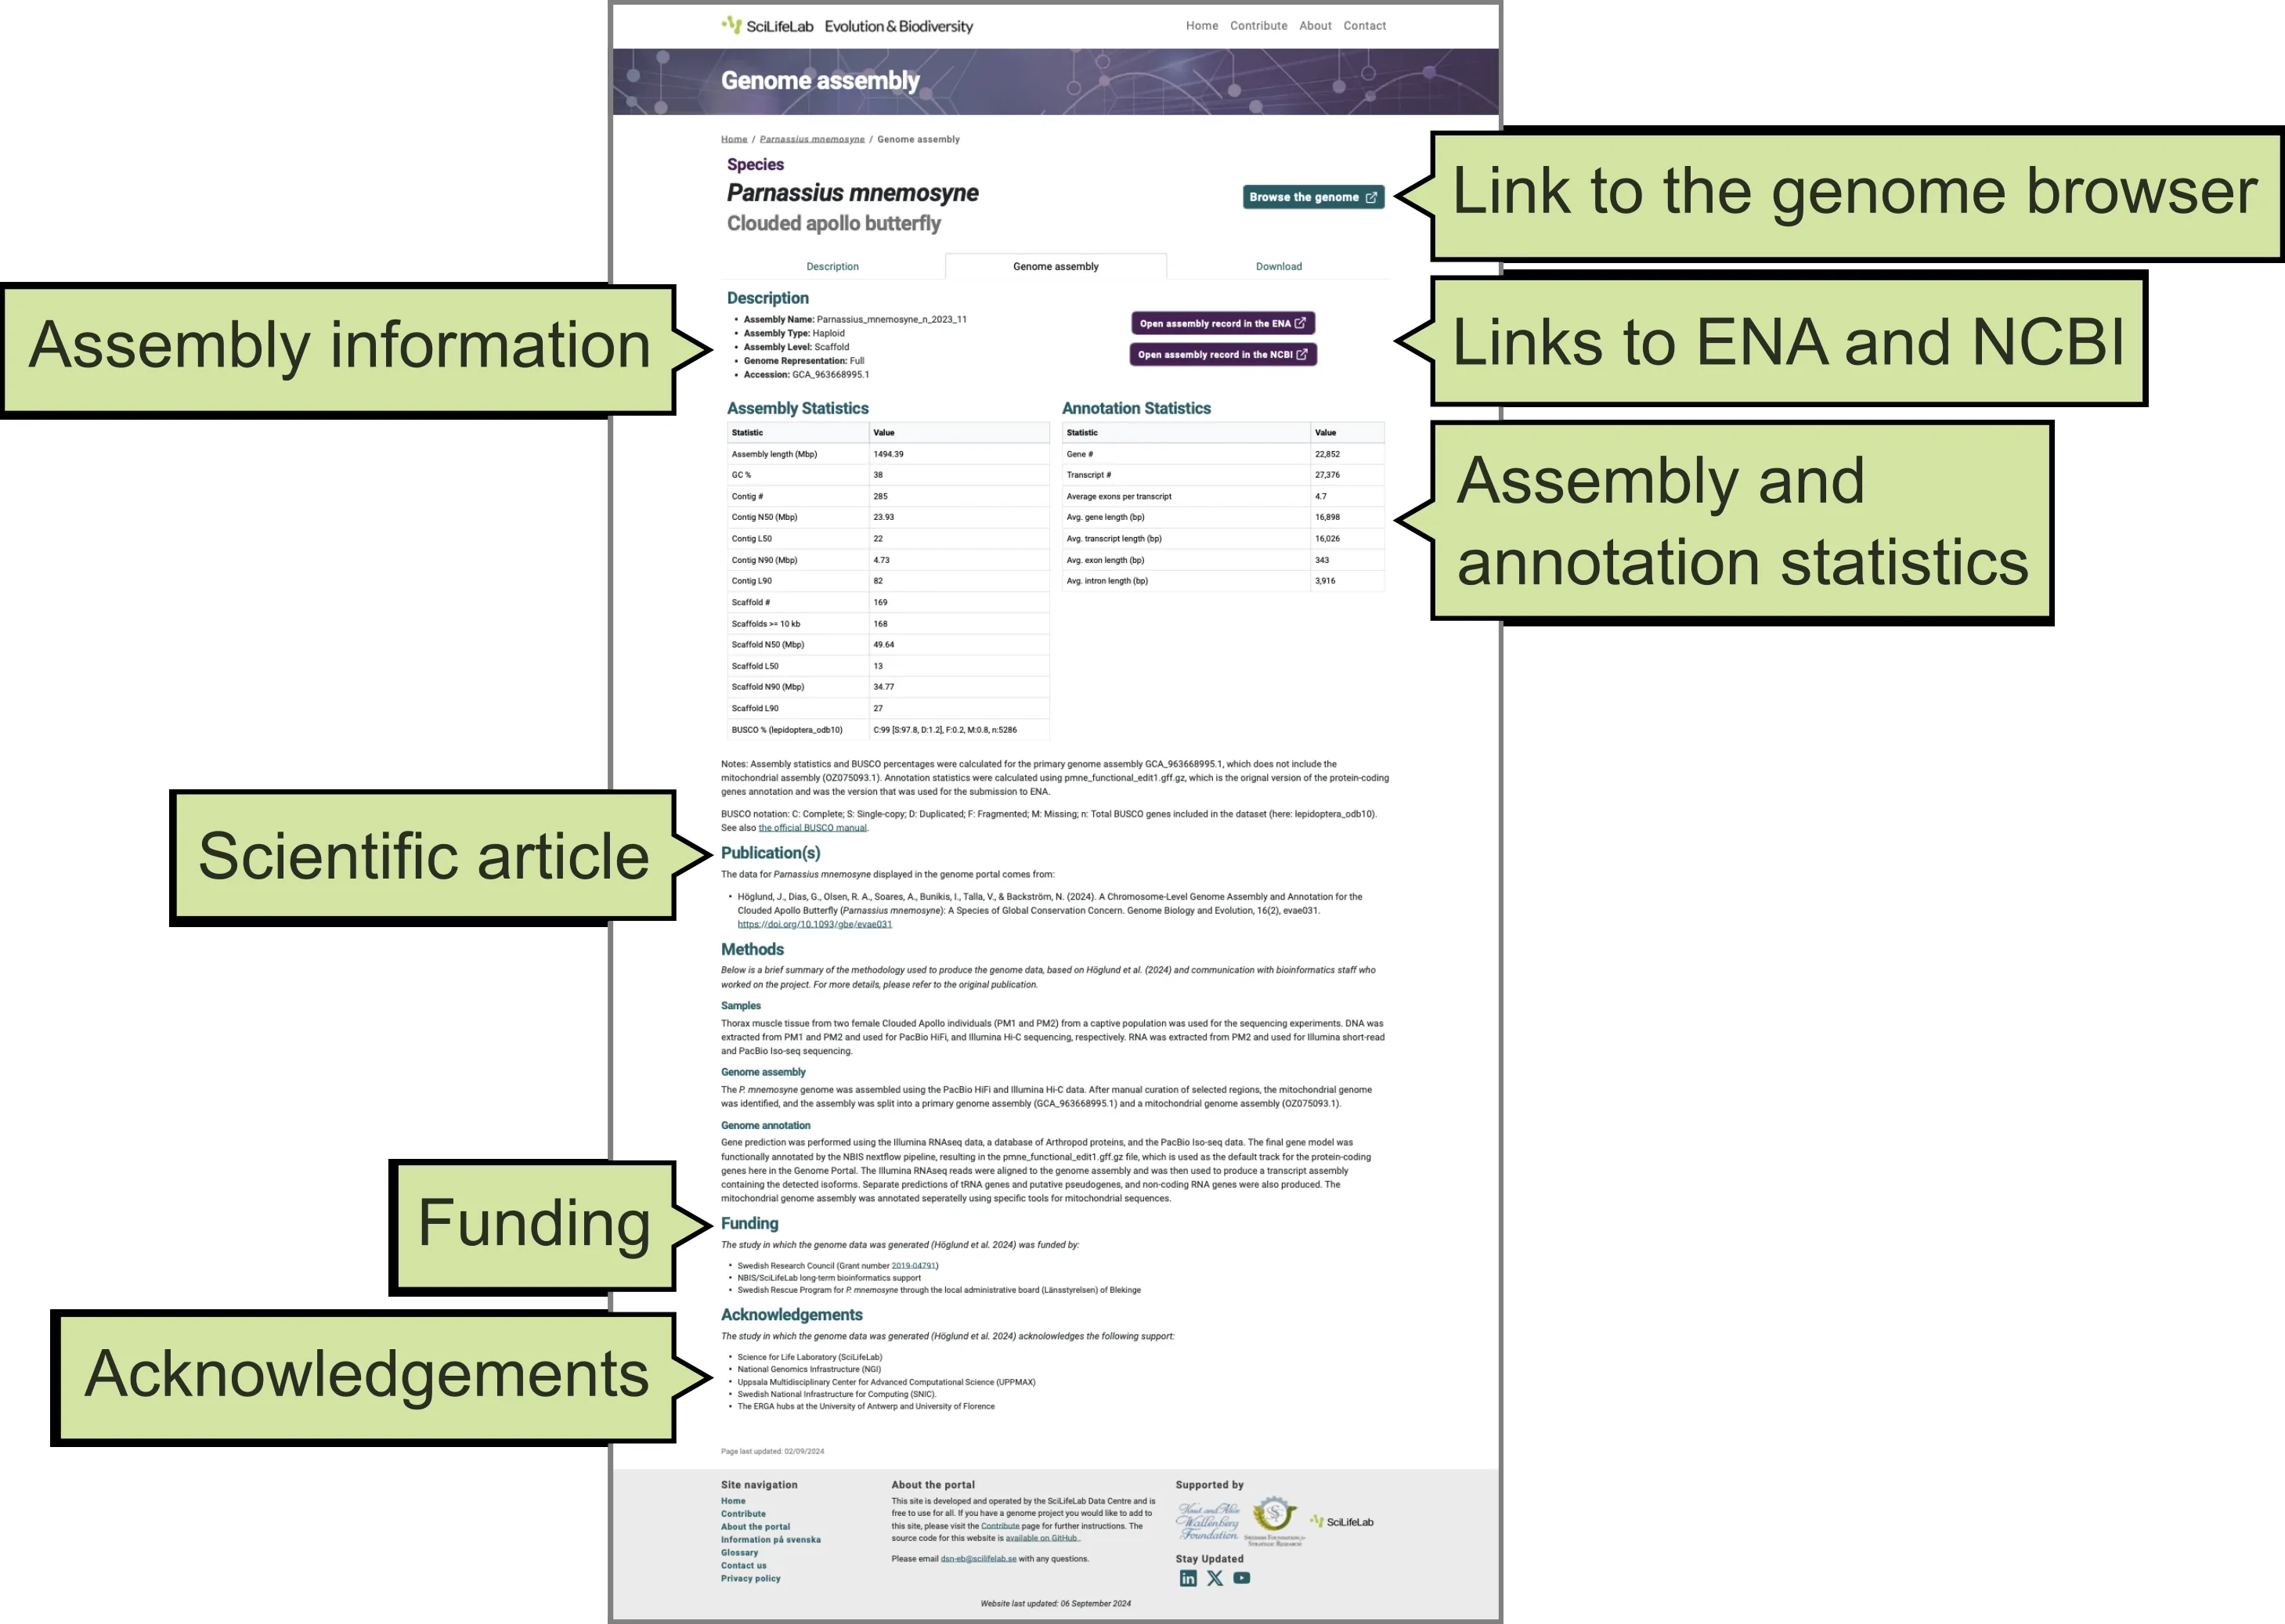 SciLifeLab Evolution & Biodiversity
Home Contribute About Contact
Genome assembly
Home / Parnassius mnemosyne / Genome assembly
Species
Parnassius mnemosyne
Clouded apollo butterfly
Browse the genome
Link to the genome browser
Description Genome assembly Download
Assembly information
Description
• Assembly Name: Parnassius_mnemosyne_n_2023_11
• Assembly Type: Haploid
• Assembly Level: Scaffold
• Genome Representation: Full
• Accession: GCA_963668995.1
Open assembly record in the ENA
Open assembly record in the NCBI
Links to ENA and NCBI
Assembly Statistics
Statistic Value
Assembly length (Mbp) 1494.39
GC % 38
Contig # 285
Contig N50 (Mbp) 23.93
Contig L50 22
Contig N90 (Mbp) 4.73
Contig L90 82
Scaffold # 169
Scaffolds >= 10 kb 168
Scaffold N50 (Mbp) 49.64
Scaffold L50 13
Scaffold N90 (Mbp) 34.77
Scaffold L90 27
BUSCO % (lepidoptera_odb10) C:99 [S:97.8, D:1.2], F:0.2, M:0.8, n:5286
Annotation Statistics
Statistic Value
Gene # 22,852
Transcript # 27,376
Average exons per transcript 4.7
Avg. gene length (bp) 16,898
Avg. transcript length (bp) 16,026
Avg. exon length (bp) 343
Avg. intron length (bp) 3,916
Assembly and
annotation statistics
Notes: Assembly statistics and BUSCO percentages were calculated for the primary genome assembly GCA_963668995.1, which does not include the
mitochondrial assembly (OZ075093.1). Annotation statistics were calculated using pmne_functional_edit1.gff.gz, which is the orignal version of the protein-coding
genes annotation and was the version that was used for the submission to ENA.
BUSCO notation: C: Complete; S: Single-copy; D: Duplicated; F: Fragmented; M: Missing; n: Total BUSCO genes included in the dataset (here: lepidoptera_odb10).
See also the official BUSCO manual.
Scientific article
Publication(s)
The data for Parnassius mnemosyne displayed in the genome portal comes from:
• Höglund, J., Dias, G., Olsen, R. A., Soares, A., Bunikis, I., Talla, V., & Backström, N. (2024). A Chromosome-Level Genome Assembly and Annotation for the
Clouded Apollo Butterfly (Parnassius mnemosyne): A Species of Global Conservation Concern. Genome Biology and Evolution, 16(2), evae031.
https://doi.org/10.1093/gbe/evae031
Methods
Below is a brief summary of the methodology used to produce the genome data, based on Höglund et al. (2024) and communication with bioinformatics staff who
worked on the project. For more details, please refer to the original publication.
Samples
Thorax muscle tissue from two female Clouded Apollo individuals (PM1 and PM2) from a captive population was used for the sequencing experiments. DNA was
extracted from PM1 and PM2 and used for PacBio HiFi, and Illumina Hi-C sequencing, respectively. RNA was extracted from PM2 and used for Illumina short-read
and PacBio Iso-seq sequencing.
Genome assembly
The P. mnemosyne genome was assembled using the PacBio HiFi and Illumina Hi-C data. After manual curation of selected regions, the mitochondrial genome
was identified, and the assembly was split into a primary genome assembly (GCA_963668995.1) and a mitochondrial genome assembly (OZ075093.1).
Genome annotation
Gene prediction was performed using the Illumina RNAseq data, a database of Arthropod proteins, and the PacBio Iso-seq data. The final gene model was
functionally annotated by the NBIS nextflow pipeline, resulting in the pmne_functional_edit1.gff.gz file, which is used as the default track for the protein-coding
genes here in the Genome Portal. The Illumina RNAseq reads were aligned to the genome assembly and was then used to produce a transcript assembly
containing the detected isoforms. Separate predictions of tRNA genes and putative pseudogenes, and non-coding RNA genes were also produced. The
mitochondrial genome assembly was annotated seperatelly using specific tools for mitochondrial sequences.
Funding
Funding
The study in which the genome data was generated (Höglund et al. 2024) was funded by:
• Swedish Research Council (Grant number 2019-04791)
• NBIS/SciLifeLab long-term bioinformatics support
• Swedish Rescue Program for P. mnemosyne through the local administrative board (Länsstyrelsen) of Blekinge
Acknowledgements
Acknowledgements
The study in which the genome data was generated (Höglund et al. 2024) acknolowledges the following support:
• Science for Life Laboratory (SciLifeLab)
• National Genomics Infrastructure (NGI)
• Uppsala Multidisciplinary Center for Advanced Computational Science (UPPMAX)
• Swedish National Infrastructure for Computing (SNIC).
• The ERGA hubs at the University of Antwerp and University of Florence
Page last updated: 02/09/2024
Site navigation
Home
Contribute
About the portal
Information på svenska
Glossary
Contact us
Privacy policy
About the portal
This site is developed and operated by the SciLifeLab Data Centre and is
free to use for all. If you have a genome project you would like to add to
this site, please visit the Contribute page for further instructions. The
source code for this website is available on GitHub .
Please email dsn-eb@scilifelab.se with any questions.
Supported by
Knut and Alice
Wallenberg
Foundation
Swedish Foundation for
Strategic Research
SciLifeLab
Stay Updated
Website last updated: 06 September 2024